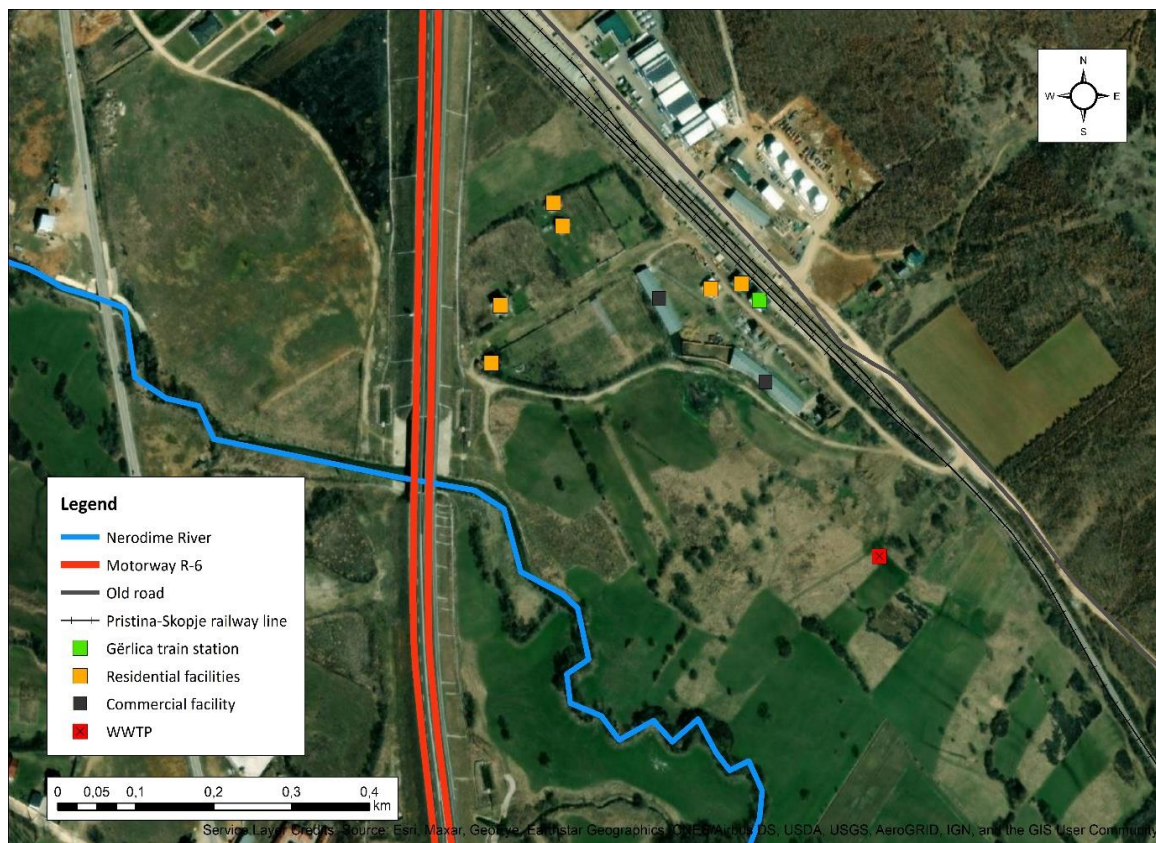 N
W E
S
Legend
Nerodime River
Motorway R-6
Old road
Pristina-Skopje railway line
Gërlica train station
Residential facilities
Commercial facility
WWTP
0 0,05 0,1 0,2 0,3 0,4
km
Service Layer Credits: Source: Esri, Maxar, GeoEye, Earthstar Geographics, CNES/Airbus DS, USDA, USGS, AeroGRID, IGN, and the GIS User Community